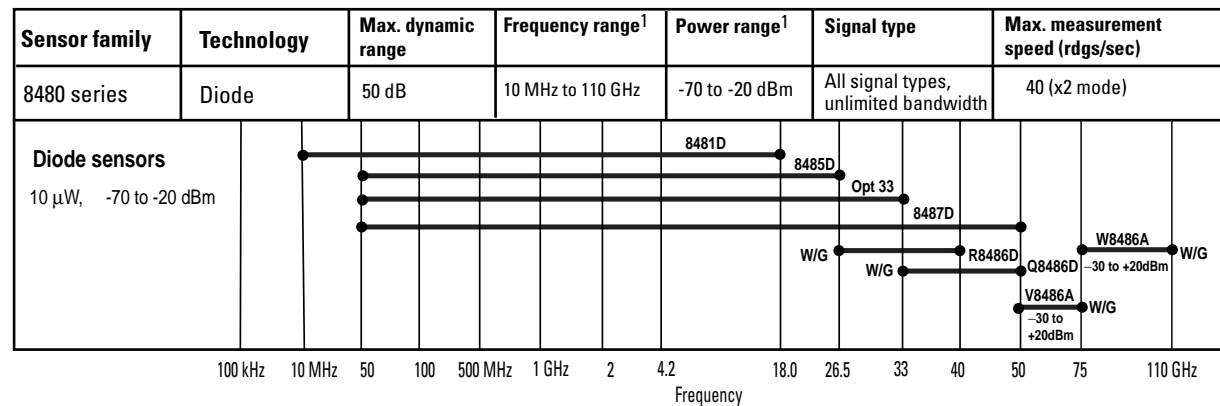 Sensor family Technology Max. dynamic range Frequency range1 Power range1 Signal type Max. measurement speed (rdgs/sec)
8480 series Diode 50 dB 10 MHz to 110 GHz -70 to -20 dBm All signal types, unlimited bandwidth 40 (x2 mode)
Diode sensors
10 μW, -70 to -20 dBm
8481D
8485D
Opt 33
8487D
W/G R8486D
W/G Q8486D
W8486A W/G
–30 to +20dBm
V8486A W/G
–30 to
+20dBm
100 kHz 10 MHz 50 100 500 MHz 1 GHz 2 4.2 18.0 26.5 33 40 50 75 110 GHz
Frequency